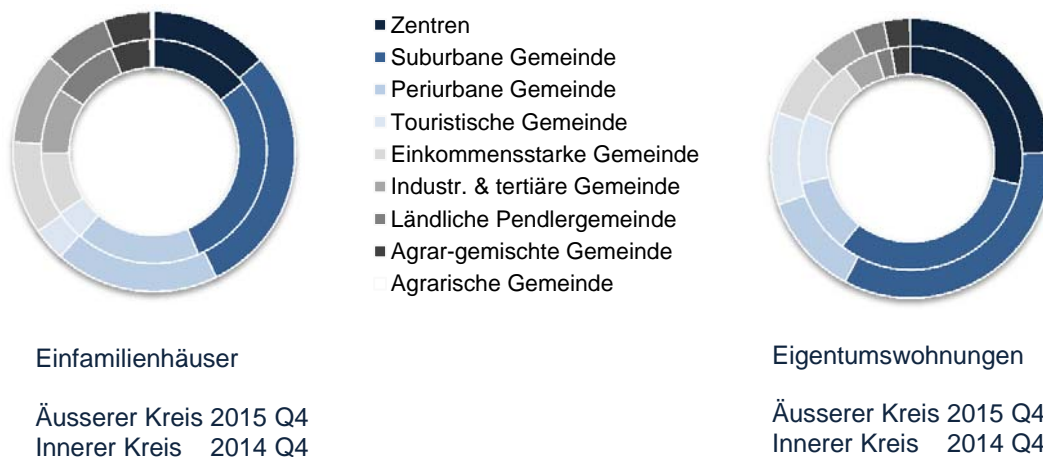 Zentren
Suburbane Gemeinde
Periurbane Gemeinde
Touristische Gemeinde
Einkommensstarke Gemeinde
Industr. & tertiäre Gemeinde
Ländliche Pendlergemeinde
Agrar-gemischte Gemeinde
Agrarische Gemeinde
Einfamilienhäuser
Äusserer Kreis 2015 Q4
Innerer Kreis 2014 Q4
Eigentumswohnungen
Äusserer Kreis 2015 Q4
Innerer Kreis 2014 Q4